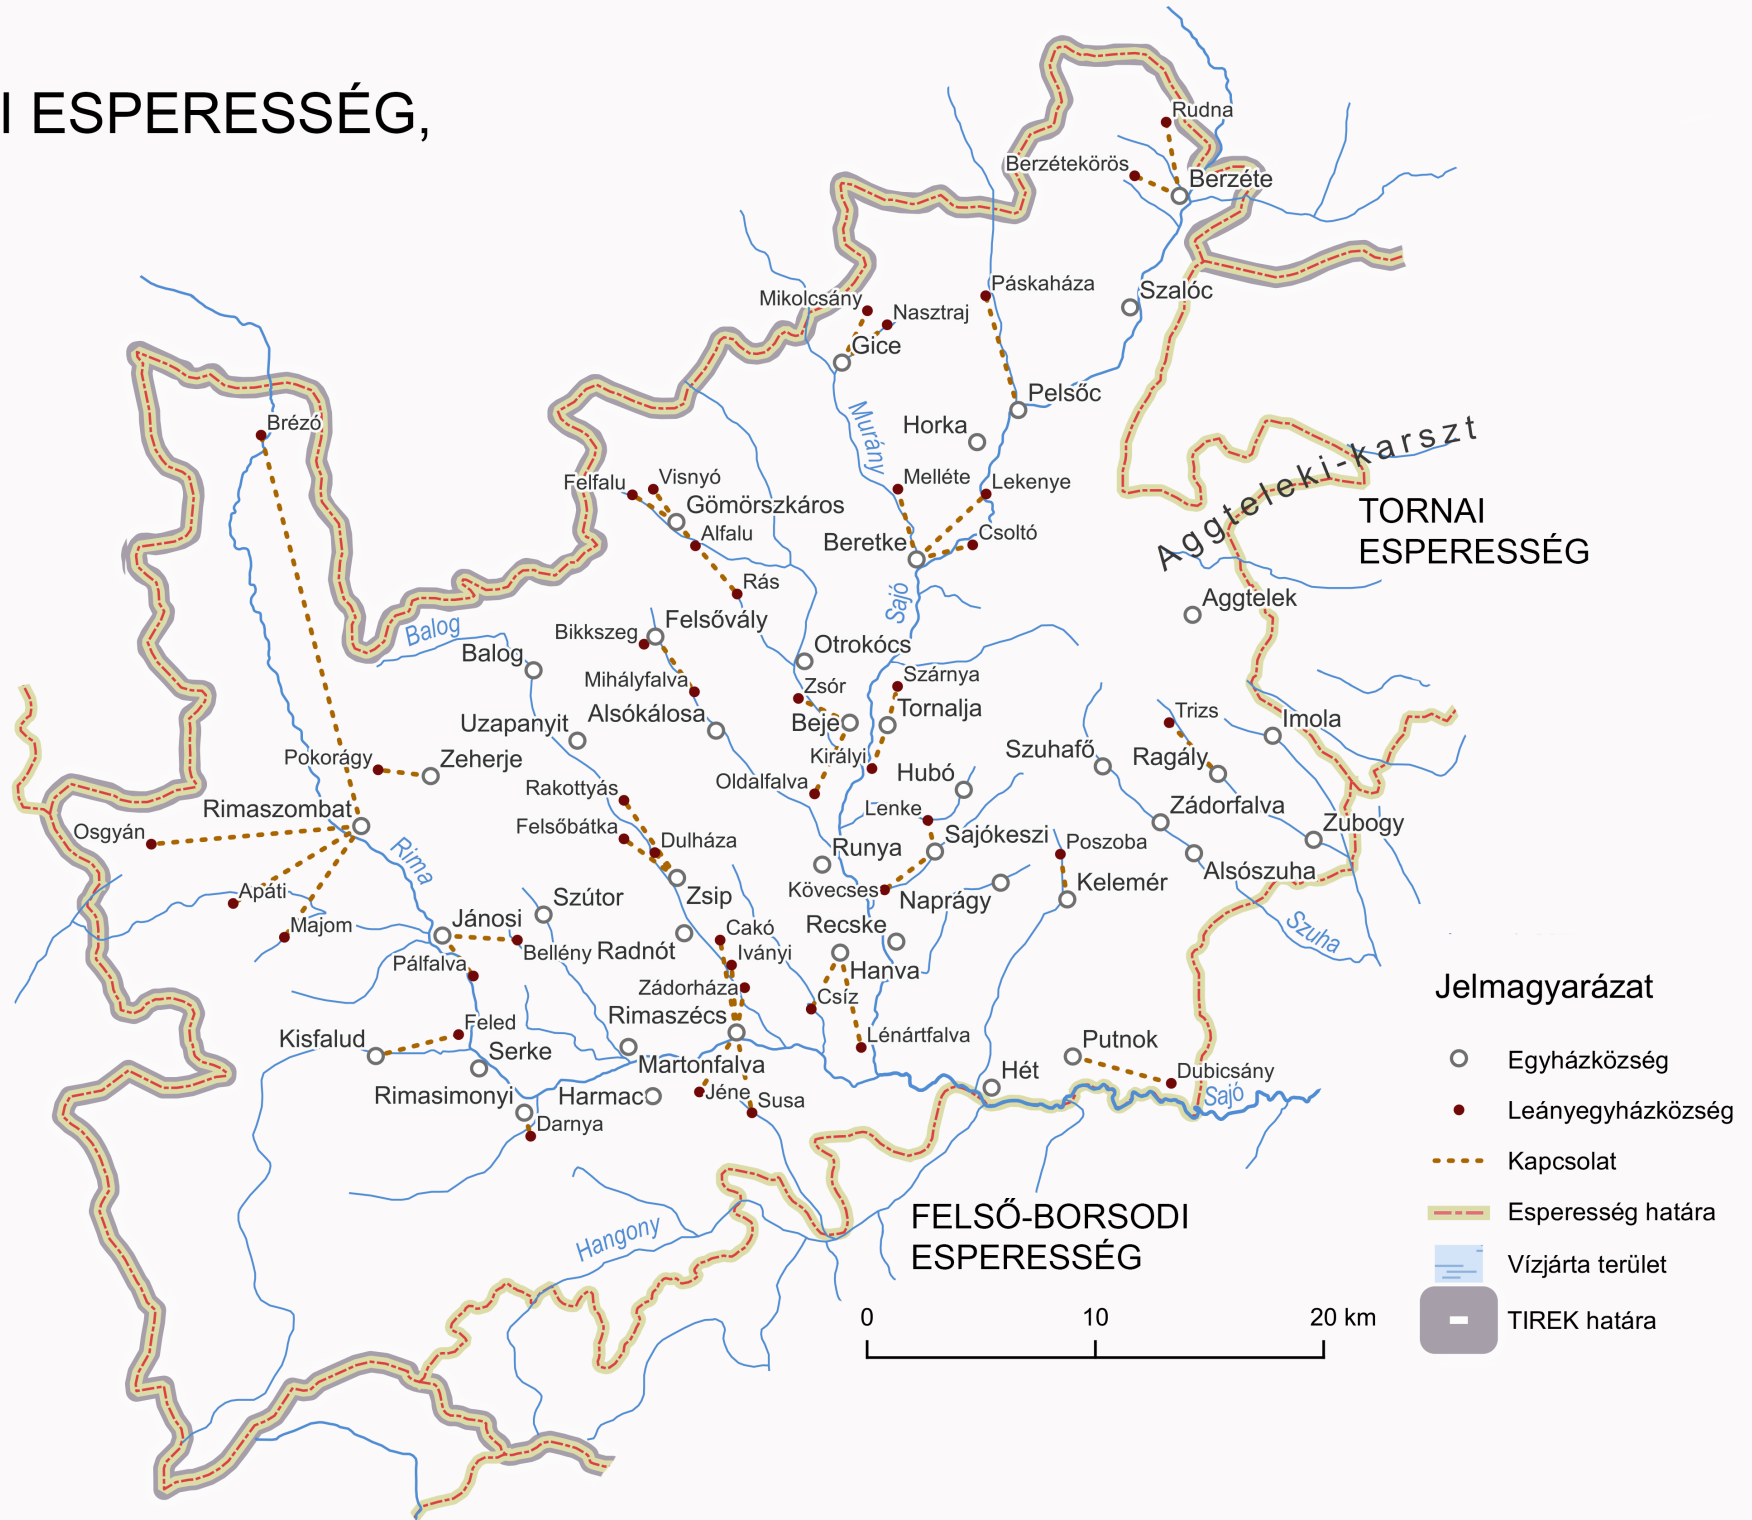 I ESPERESSÉG,
Rudna
Berzétekörös
Berzéte
Páskaháza
Szalóc
Mikolcsány
Nasztraj
Gice
Pelsőc
Murány
Horka
Brézó
Aggteleki-karszt
Felfalu
Visnyó
Melléte
Lekenye
Gömörszkáros
TORNAI
ESPERESSÉG
Alfalu
Beretke
Csoltó
Rás
Sajó
Aggtelek
Balog
Bikkszeg
Felsővály
Otrokócs
Balog
Mihályfalva
Zsór
Szárnya
Uzapanyit
Alsókálosa
Beje
Tornalja
Trizs
Imola
Pokorágy
Zeherje
Királyi
Szuhafő
Ragály
Rakottyás
Oldalfalva
Hubó
Rimaszombat
Lenke
Zádorfalva
Osgyán
Felsőbátka
Dulháza
Sajókeszi
Poszoba
Zubogy
Rima
Runya
Alsószuha
Apáti
Szútor
Zsip
Kövecses
Naprágy
Kelemér
Majom
Jánosi
Cakó
Recske
Szuha
Pálfalva
Bellény
Radnót
Iványi
Hanva
Zádorháza
Csíz
Jelmagyarázat
Rimaszécs
Kisfalud
Feled
Lénártfalva
Putnok
Serke
Martonfalva
Hét
Dubicsány
Egyházközség
Rimasimonyi
Harmac
Jéne
Susa
Sajó
Darnya
Leányegyházközség
Kapcsolat
Hangony
FELSŐ-BORSODI
ESPERESSÉG
Esperesség határa
Vízjárta terület
0 10 20 km
TIREK határa